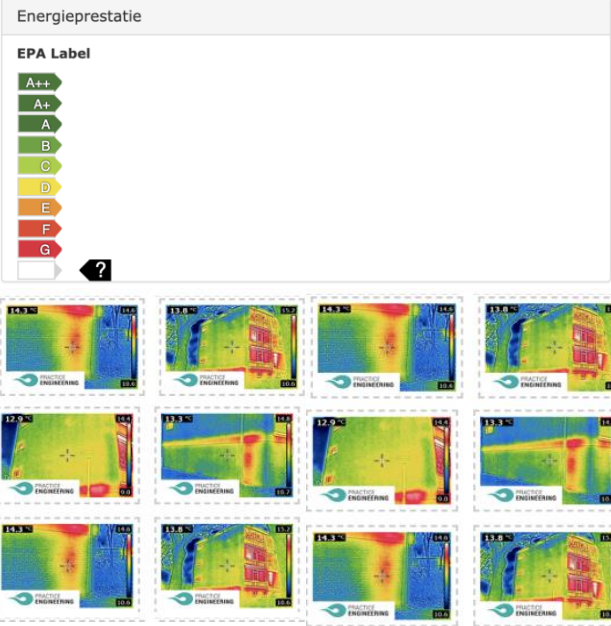 Energieprestatie
EPA Label
A++
A+
A
B
C
D
E
F
G
?
14.3 °C 14.6
10.6
PRACTICE
ENGINEERING
13.8 °C 15.2
10.6
PRACTICE
ENGINEERING
14.3 °C 14.6
10.6
PRACTICE
ENGINEERING
13.8 °C
PRACTICE
ENGINEERING
12.9 °C 14.4
9.0
PRACTICE
ENGINEERING
13.3 °C 14.8
10.7
PRACTICE
ENGINEERING
12.9 °C 14.4
9.0
PRACTICE
ENGINEERING
13.3 °C
PRACTICE
ENGINEERING
14.3 °C 14.6
10.6
PRACTICE
ENGINEERING
13.8 °C 15.2
10.6
PRACTICE
ENGINEERING
14.3 °C 14.6
10.6
PRACTICE
ENGINEERING
13.8 °C
PRACTICE
ENGINEERING